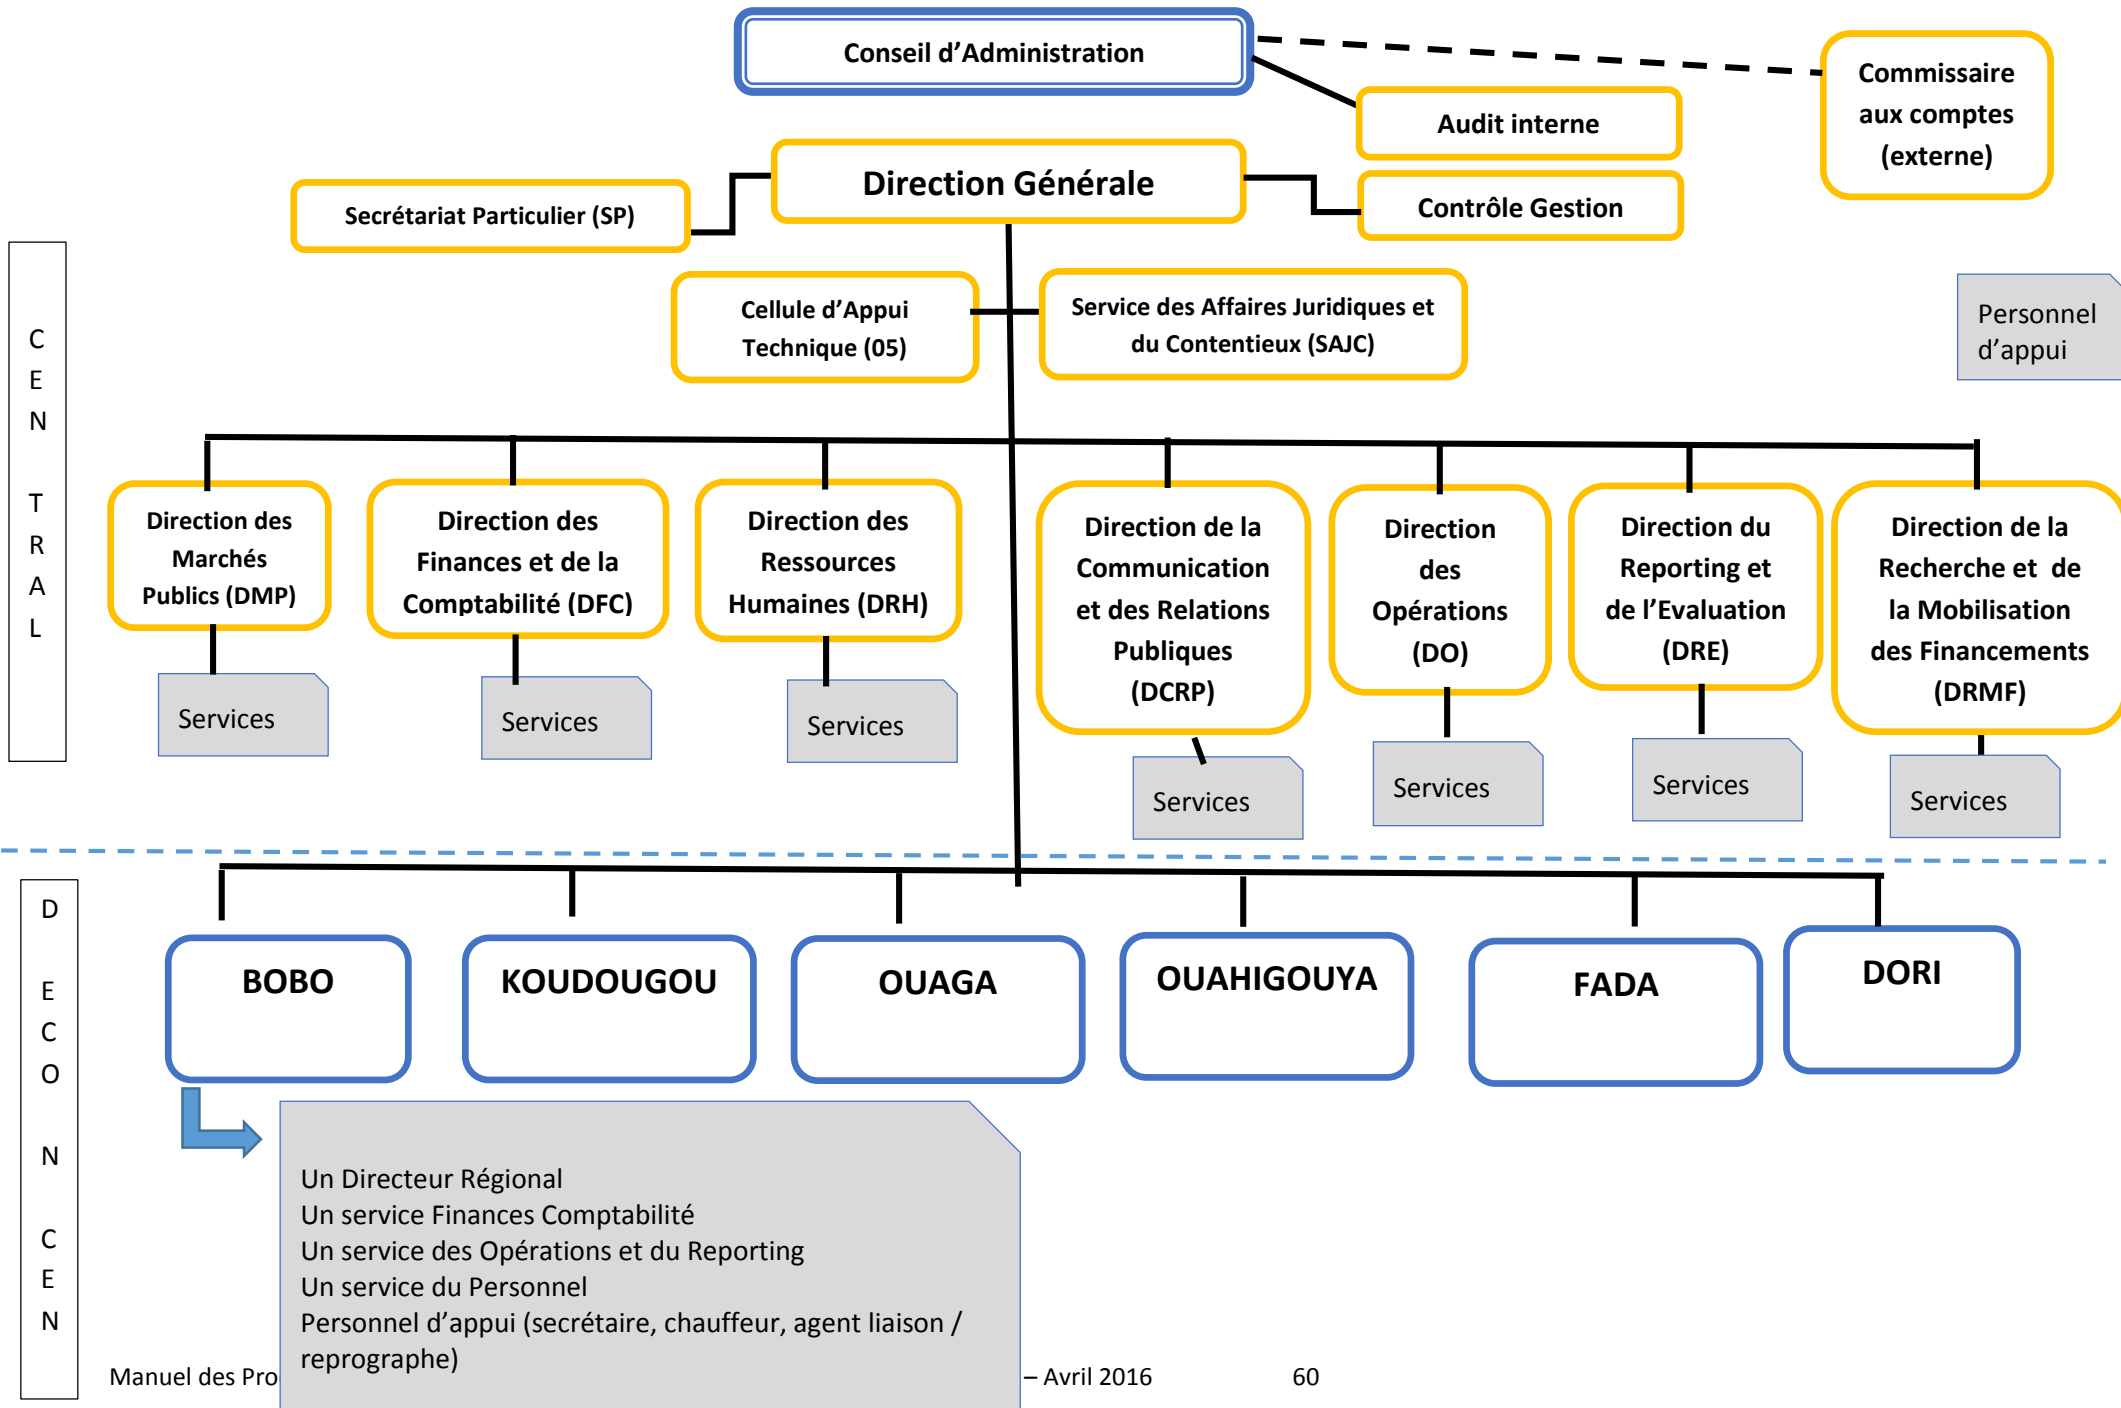 Conseil d’Administration
Commissaire
aux comptes
(externe)
Audit interne
Direction Générale
Secrétariat Particulier (SP)
Contrôle Gestion
Cellule d’Appui
Technique (05)
Service des Affaires Juridiques et
du Contentieux (SAJC)
Personnel
d’appui
C
E
N
T
R
A
L
Direction des
Marchés
Publics (DMP)
Direction des
Finances et de la
Comptabilité (DFC)
Direction des
Ressources
Humaines (DRH)
Direction de la
Communication
et des Relations
Publiques
(DCRP)
Direction
des
Opérations
(DO)
Direction du
Reporting et
de l’Evaluation
(DRE)
Direction de la
Recherche et  de
la Mobilisation
des Financements
(DRMF)
Services
Services
Services
Services
Services
Services
Services
D
E
C
O
N
C
E
N
BOBO
KOUDOUGOU
OUAGA
OUAHIGOUYA
FADA
DORI
Un Directeur Régional
Un service Finances Comptabilité
Un service des Opérations et du Reporting
Un service du Personnel
Personnel d’appui (secrétaire, chauffeur, agent liaison /
reprographe)
Manuel des Pro
– Avril 2016
60